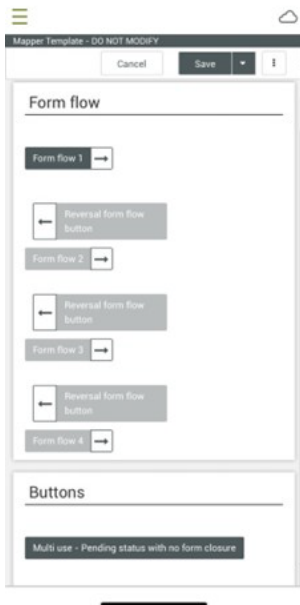 Mapper Template - DO NOT MODIFY
Cancel
Save
Form flow
Form flow 1
Reversal form flow
button
Form flow 2
Reversal form flow
button
Form flow 3
Reversal form flow
button
Form flow 4
Buttons
Multi use - Pending status with no form closure